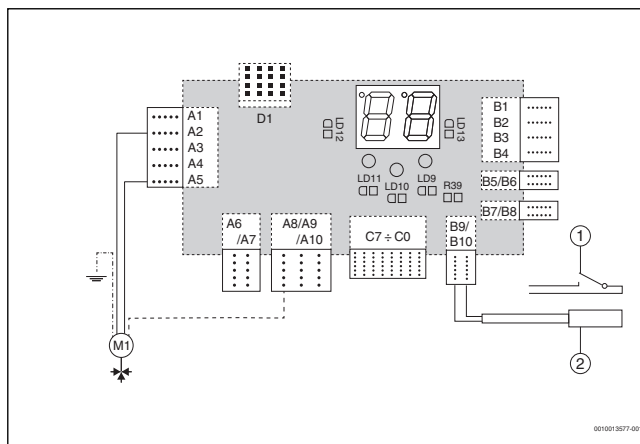 A1
A2
A3
A4
A5
D1
LD12
LD13
LD11
LD10
LD9
R39
B1
B2
B3
B4
B5/B6
B7/B8
A6
/A7
A8/A9
/A10
C7 ÷ C0
B9/
B10
1
2
M1
0010013577-001